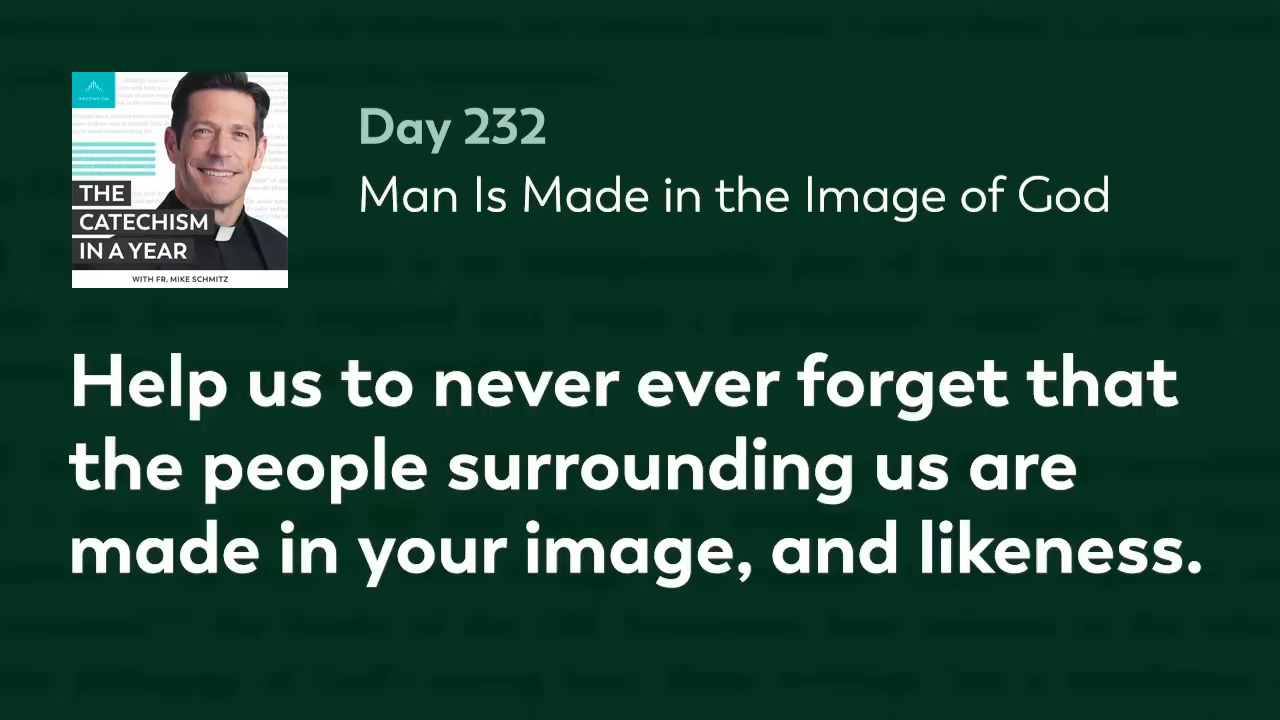 ASCENSION
THE
CATECHISM
IN A YEAR
WITH FR. MIKE SCHMITZ
Day 232
Man Is Made in the Image of God
Help us to never ever forget that
the people surrounding us are
made in your image, and likeness.